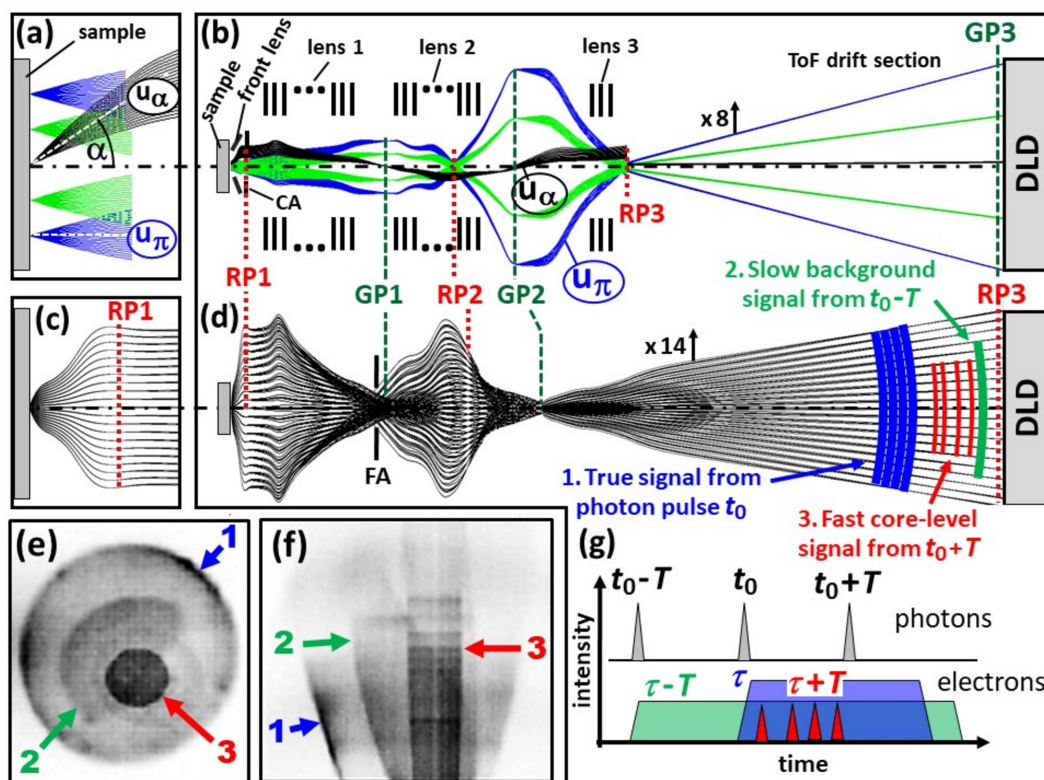 (a)
sample
uα
α
uπ
(b)
sample
front lens
lens 1
lens 2
lens 3
ToF drift section
GP3
x 8
CA
uα
uπ
RP3
DLD
RP1
GP1
RP2
GP2
2. Slow background
signal from t0-T
RP3
(c)
RP1
(d)
x 14
FA
DLD
1. True signal from
photon pulse t0
3. Fast core-level
signal from t0+T
(e)
1
2
3
(f)
2
3
1
(g)
t0-T
t0
t0+T
photons
intensity
τ-T
τ
τ+T
electrons
time